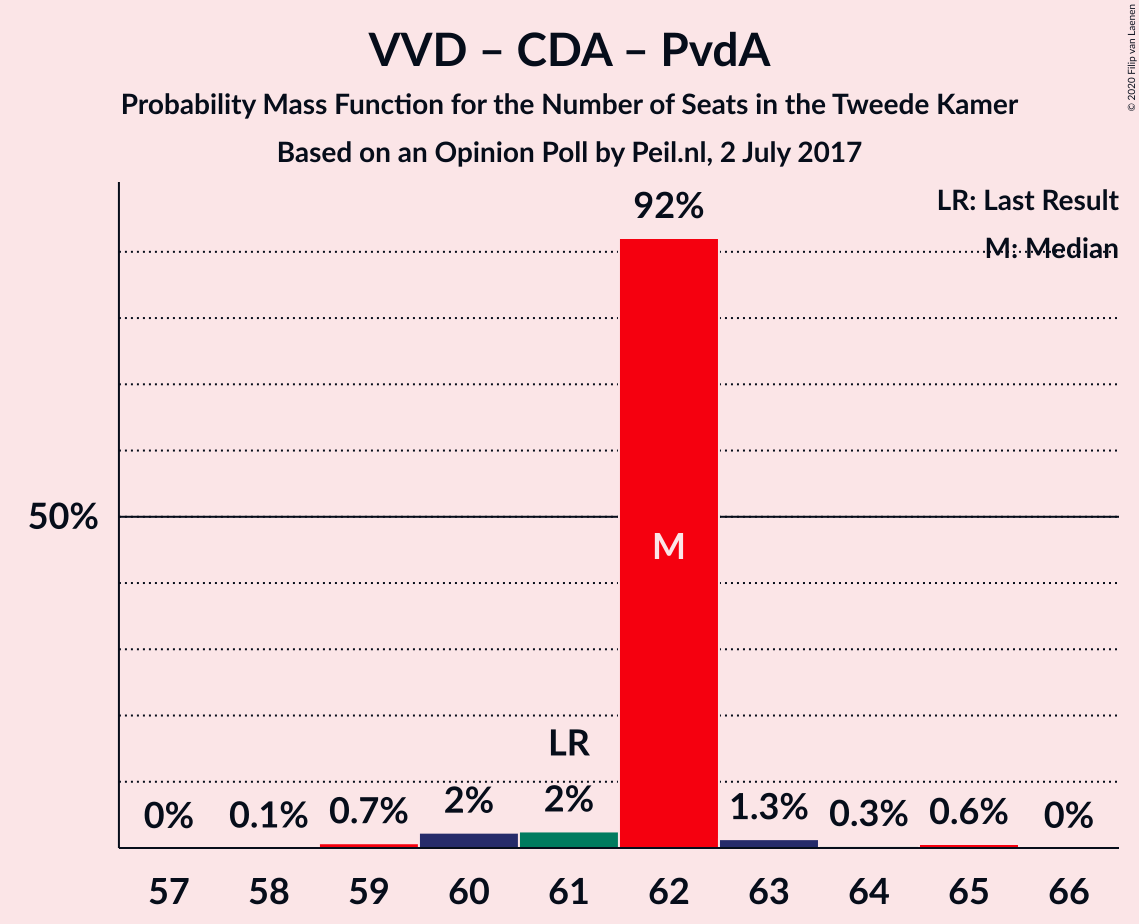 VVD – CDA – PvdA
Probability Mass Function for the Number of Seats in the Tweede Kamer
Based on an Opinion Poll by Peil.nl, 2 July 2017
© 2020 Filip van Laenen
LR: Last Result
M: Median
92%
50%
M
LR
0% 0.1% 0.7% 2% 2% 1.3% 0.3% 0.6% 0%
57 58 59 60 61 62 63 64 65 66